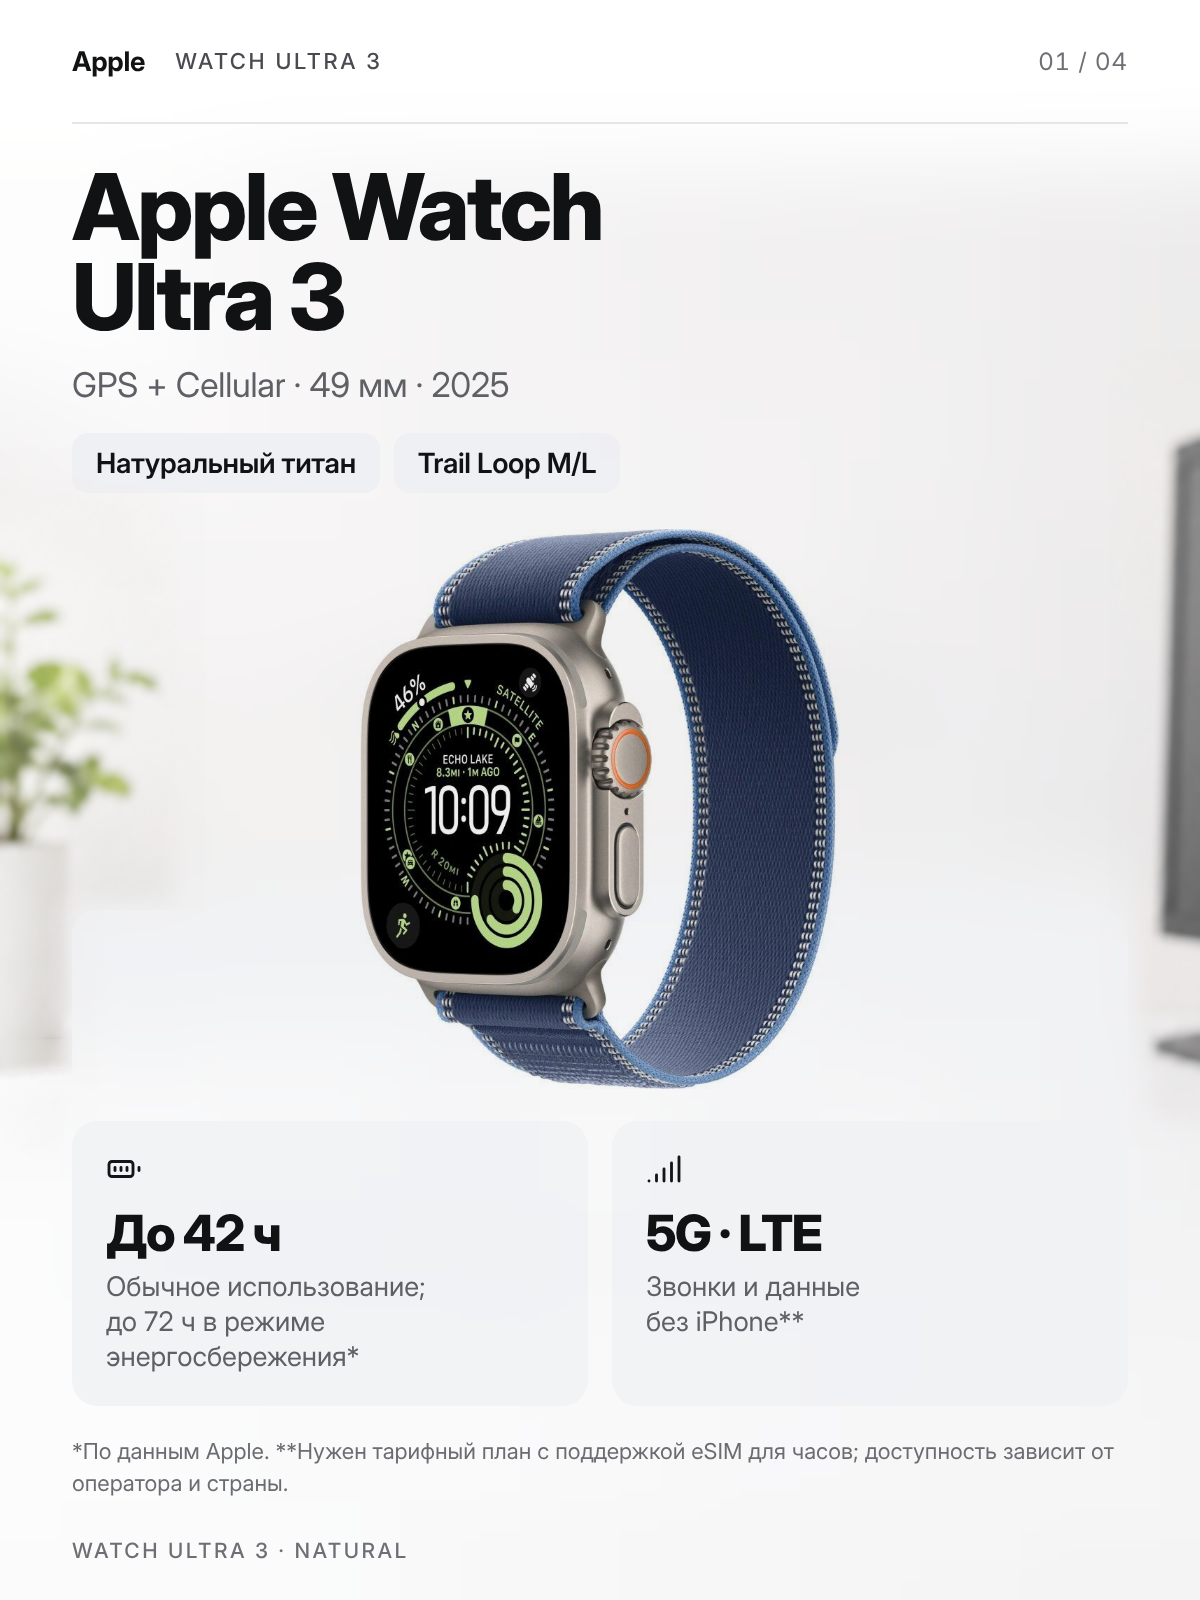 Apple WATCH ULTRA 3 01 / 04
Apple Watch
Ultra 3
GPS + Cellular · 49 мм · 2025
Натуральный титан Trail Loop M/L
46%
SATELLITE
N
E
ECHO LAKE
8.3MI · 1M AGO
10:09
R 20MI
W
До 42 ч
Обычное использование;
до 72 ч в режиме
энергосбережения*
5G · LTE
Звонки и данные
без iPhone**
*По данным Apple. **Нужен тарифный план с поддержкой eSIM для часов; доступность зависит от
оператора и страны.
WATCH ULTRA 3 · NATURAL